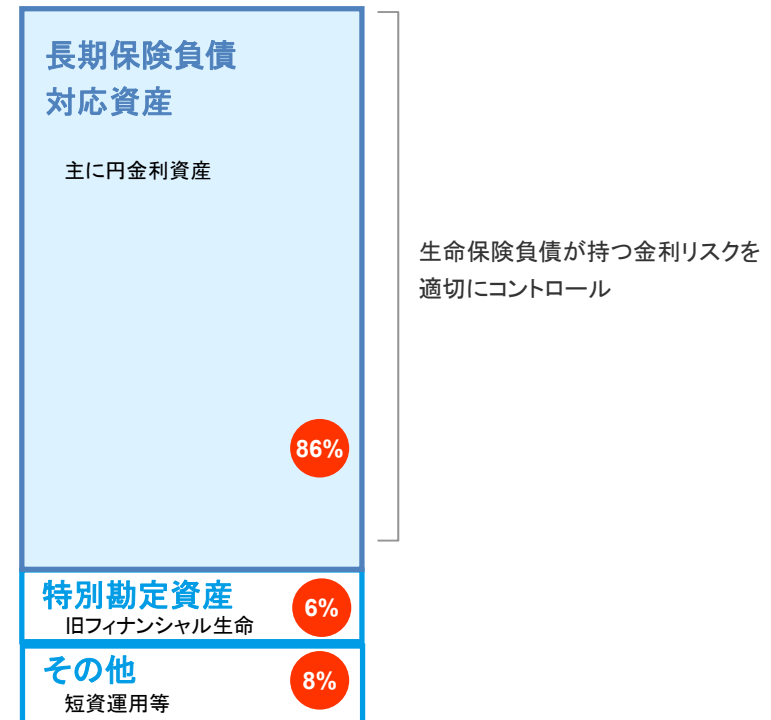 長期保険負債
対応資産
主に円金利資産
生命保険負債が持つ金利リスクを
適切にコントロール
86%
特別勘定資産
6%
旧フィナンシャル生命
その他
8%
短資運用等